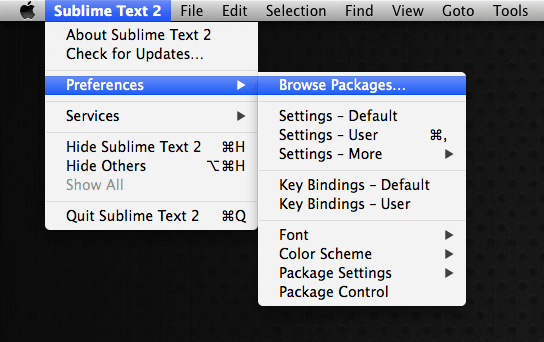 Sublime Text 2 File Edit Selection Find View Goto Tools
About Sublime Text 2
Check for Updates...
Preferences
Services
Hide Sublime Text 2 ⌘H
Hide Others ⌥⌘H
Show All
Quit Sublime Text 2 ⌘Q
Browse Packages...
Settings – Default
Settings – User ⌘,
Settings – More
Key Bindings – Default
Key Bindings – User
Font
Color Scheme
Package Settings
Package Control